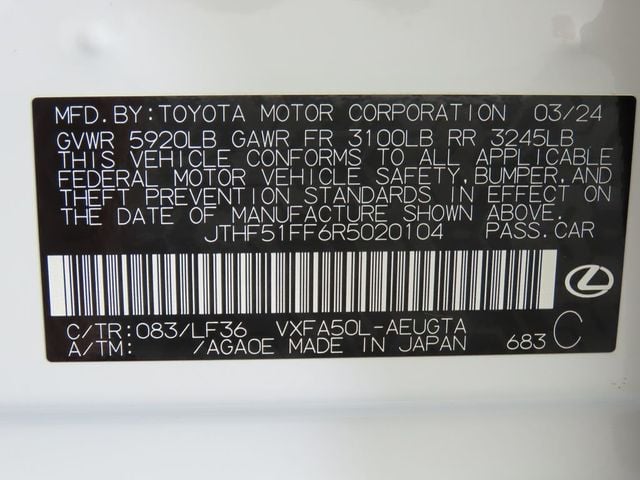 MFD. BY: TOYOTA MOTOR CORPORATION 03/24
GVWR 5920LB GAWR FR 3100LB RR 3245LB
THIS VEHICLE CONFORMS TO ALL APPLICABLE
FEDERAL MOTOR VEHICLE SAFETY, BUMPER, AND
THEFT PREVENTION STANDARDS IN EFFECT ON
THE DATE OF MANUFACTURE SHOWN ABOVE.
JTHF51FF6R5020104 PASS. CAR
C/TR: 083/LF36 VXFA50L-AEUGTA
A/TM: /AGA0E MADE IN JAPAN 683 C